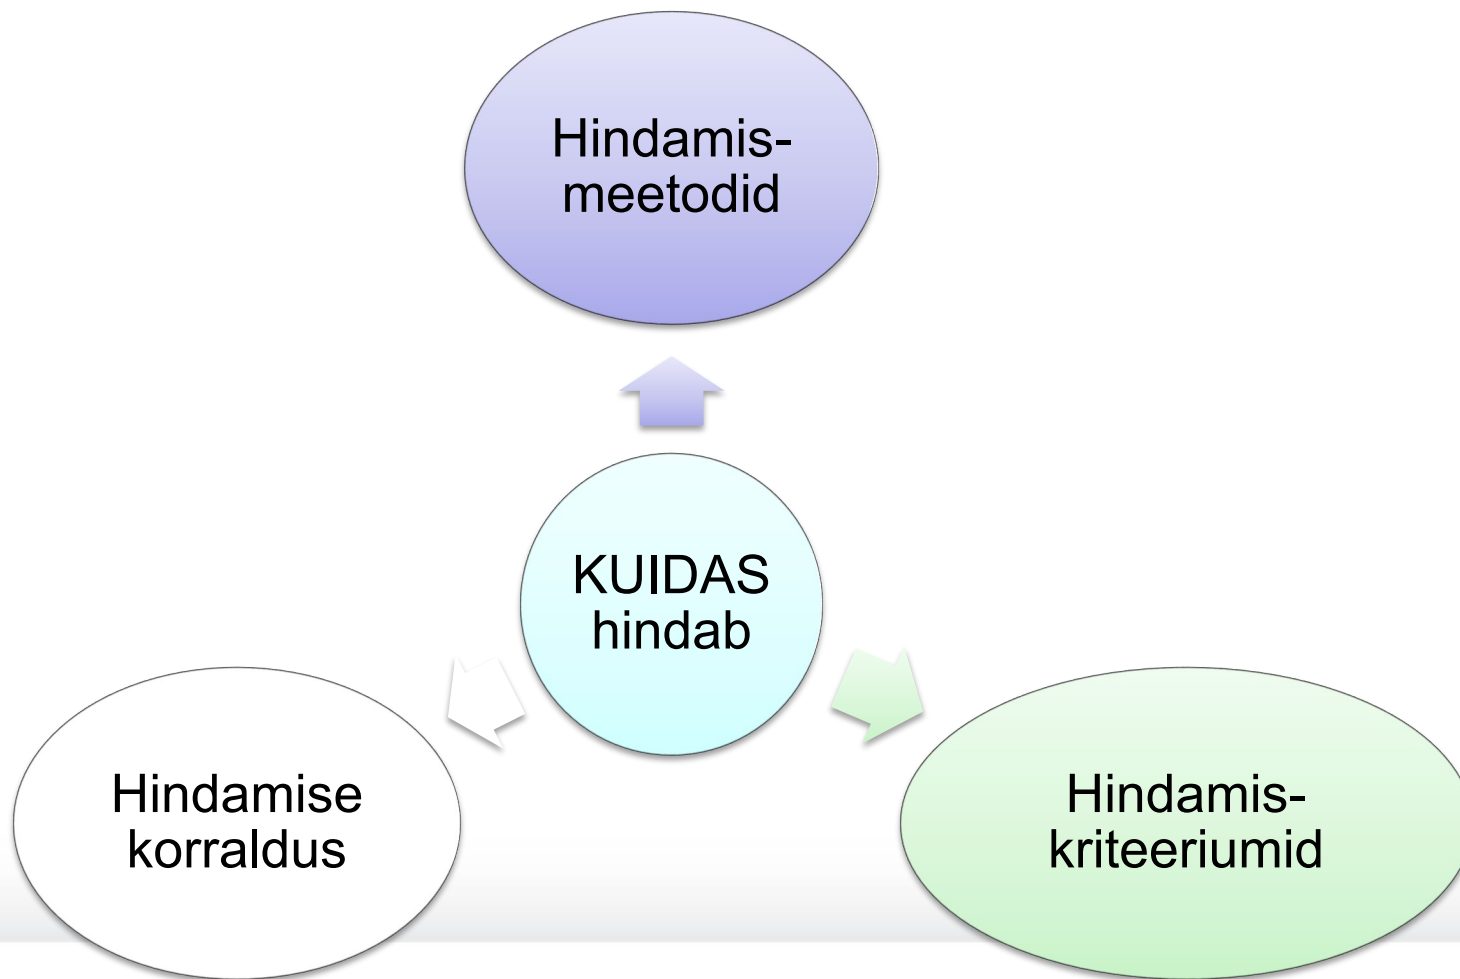 Hindamis-
meetodid
KUIDAS
hindab
Hindamise
korraldus
Hindamis-
kriteeriumid